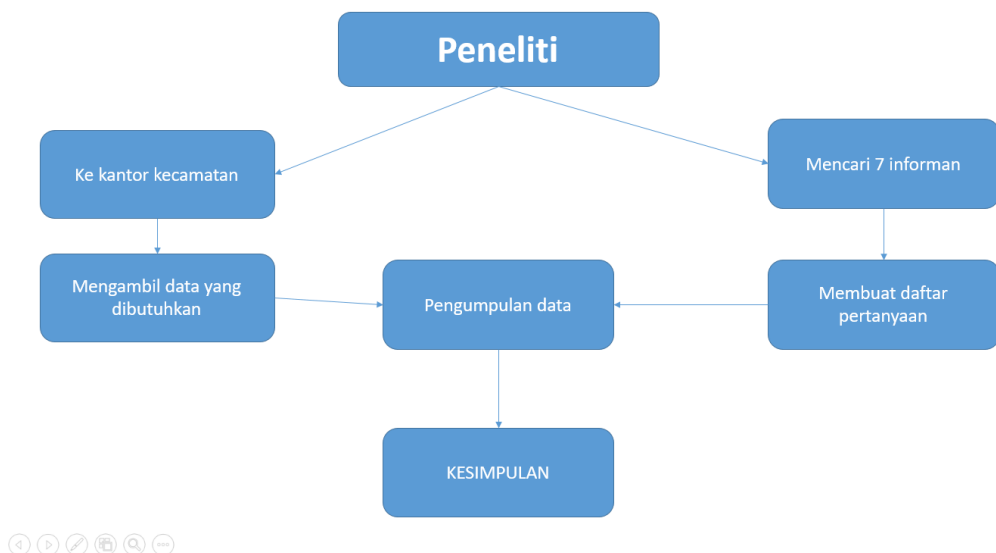 Peneliti
Ke kantor kecamatan
Mencari 7 informan
Mengambil data yang
dibutuhkan
Pengumpulan data
Membuat daftar
pertanyaan
KESIMPULAN